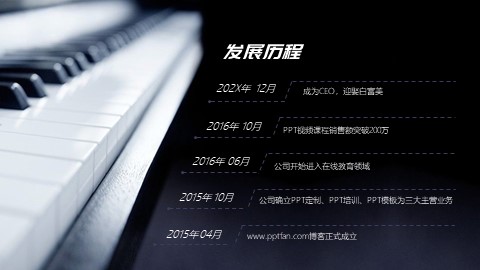 发展历程
202X年 12月
成为CEO，迎娶白富美
2016年 10月
PPT视频课程销售额突破200万
2016年 06月
公司开始进入在线教育领域
2015年 10月
公司确立PPT定制、PPT培训、PPT模板为三大主营业务
2015年 04月
www.pptfan.com博客正式成立